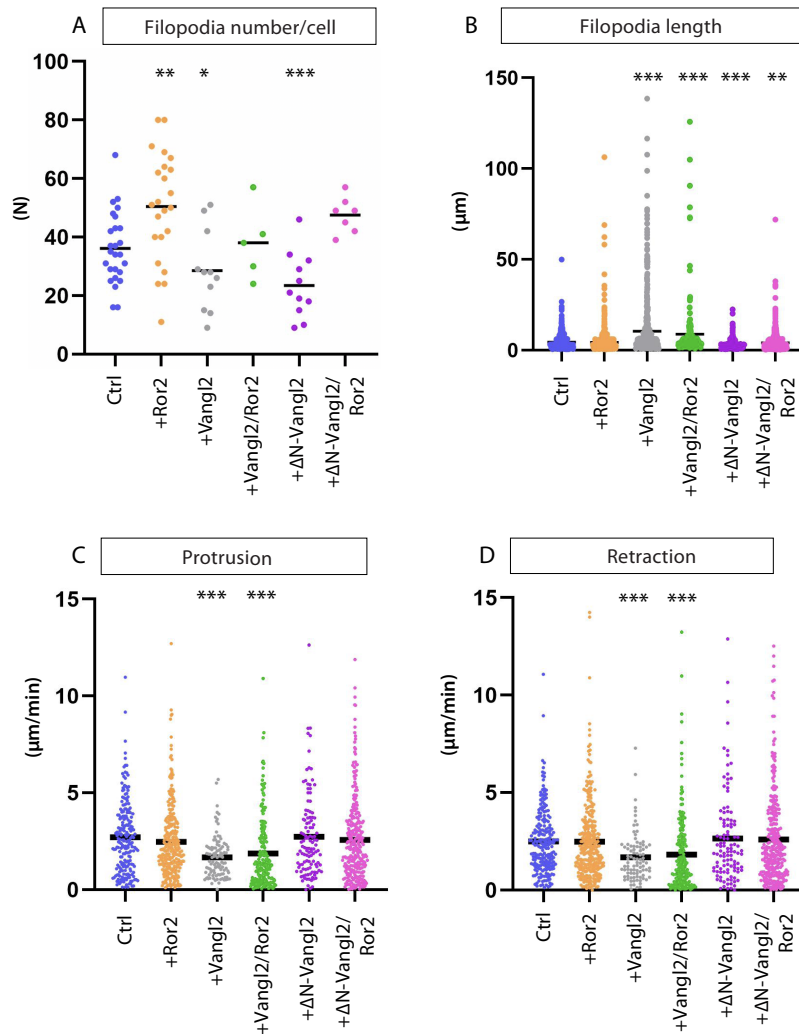 A
Filopodia number/cell
** * ***
100
80
60
40
20
0
(N)
Ctrl
+Ror2
+Vangl2
+Vangl2/Ror2
+ΔN-Vangl2
+ΔN-Vangl2/
Ror2
B
Filopodia length
*** *** *** **
150
100
50
0
(μm)
Ctrl
+Ror2
+Vangl2
+Vangl2/Ror2
+ΔN-Vangl2
+ΔN-Vangl2/
Ror2
C
Protrusion
*** ***
15
10
5
0
(μm/min)
Ctrl
+Ror2
+Vangl2
+Vangl2/Ror2
+ΔN-Vangl2
+ΔN-Vangl2/
Ror2
D
Retraction
*** ***
15
10
5
0
(μm/min)
Ctrl
+Ror2
+Vangl2
+Vangl2/Ror2
+ΔN-Vangl2
+ΔN-Vangl2/
Ror2